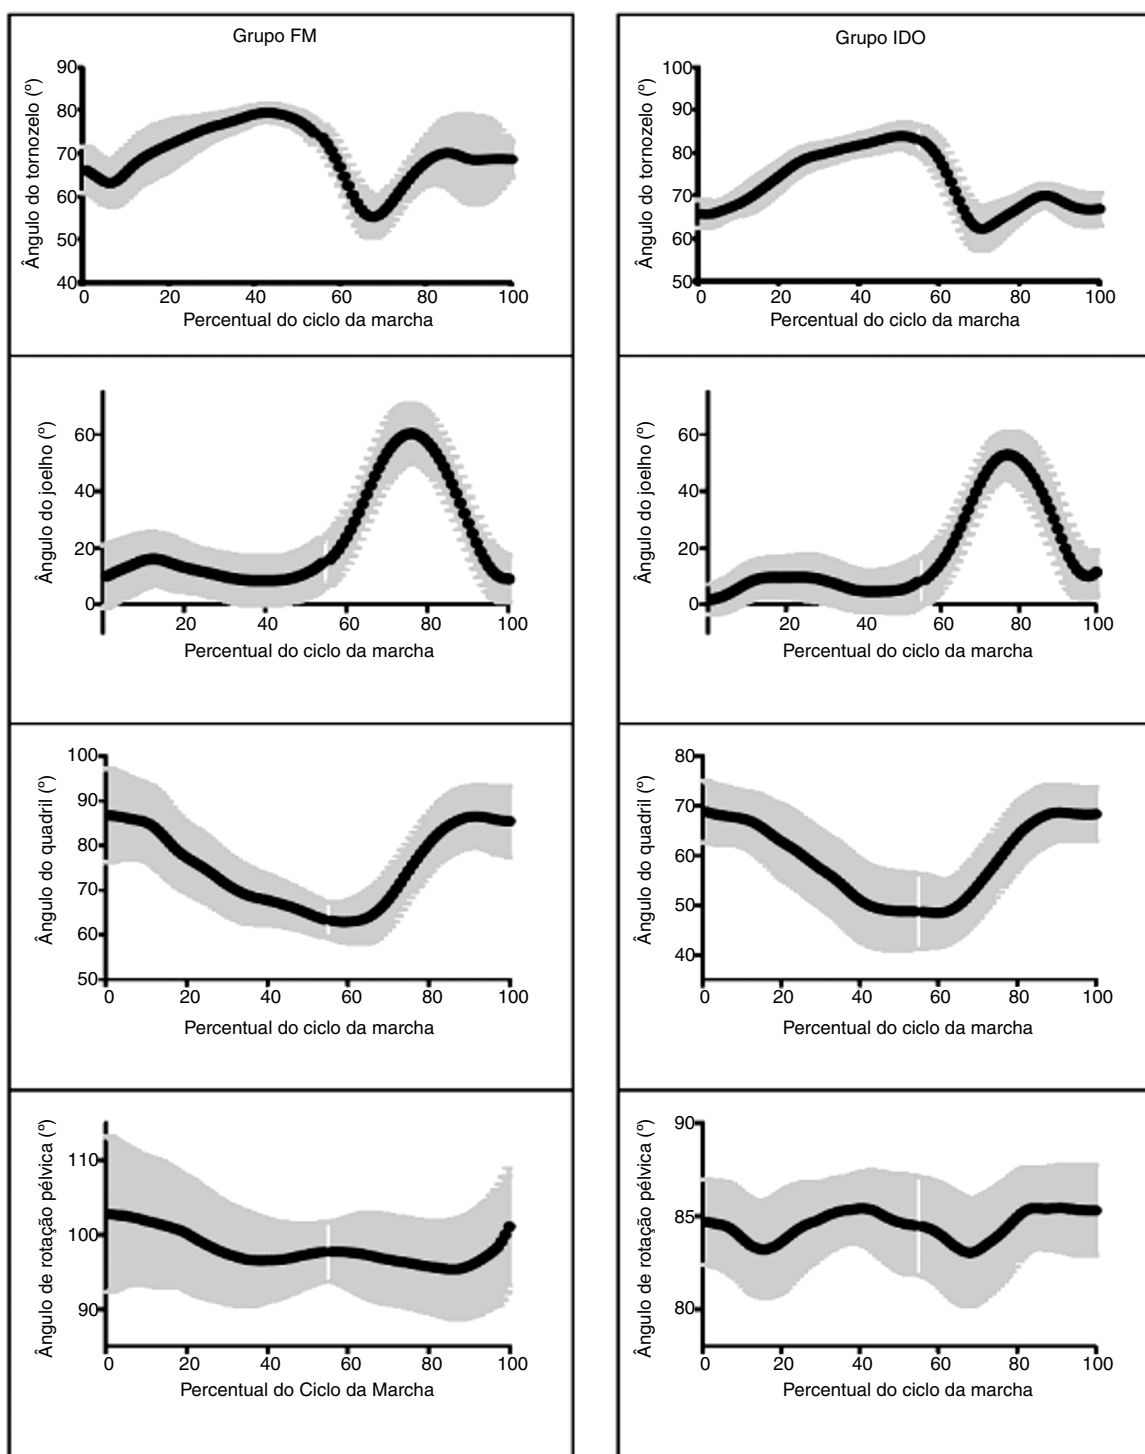 Grupo FM
Ângulo do tornozelo (º)
90
80
70
60
50
40
0 20 40 60 80 100
Percentual do ciclo da marcha
Grupo IDO
Ângulo do tornozelo (º)
100
90
80
70
60
50
0 20 40 60 80 100
Percentual do ciclo da marcha
Ângulo do joelho (º)
60
40
20
0
20 40 60 80 100
Percentual do ciclo da marcha
Ângulo do joelho (º)
60
40
20
0
20 40 60 80 100
Percentual do ciclo da marcha
Ângulo do quadril (º)
100
90
80
70
60
50
0 20 40 60 80 100
Percentual do ciclo da marcha
Ângulo do quadril (º)
80
70
60
50
40
0 20 40 60 80 100
Percentual do ciclo da marcha
Ângulo de rotação pélvica (º)
110
100
90
0 20 40 60 80 100
Percentual do Ciclo da Marcha
Ângulo de rotação pélvica (º)
90
85
80
0 20 40 60 80 100
Percentual do ciclo da marcha